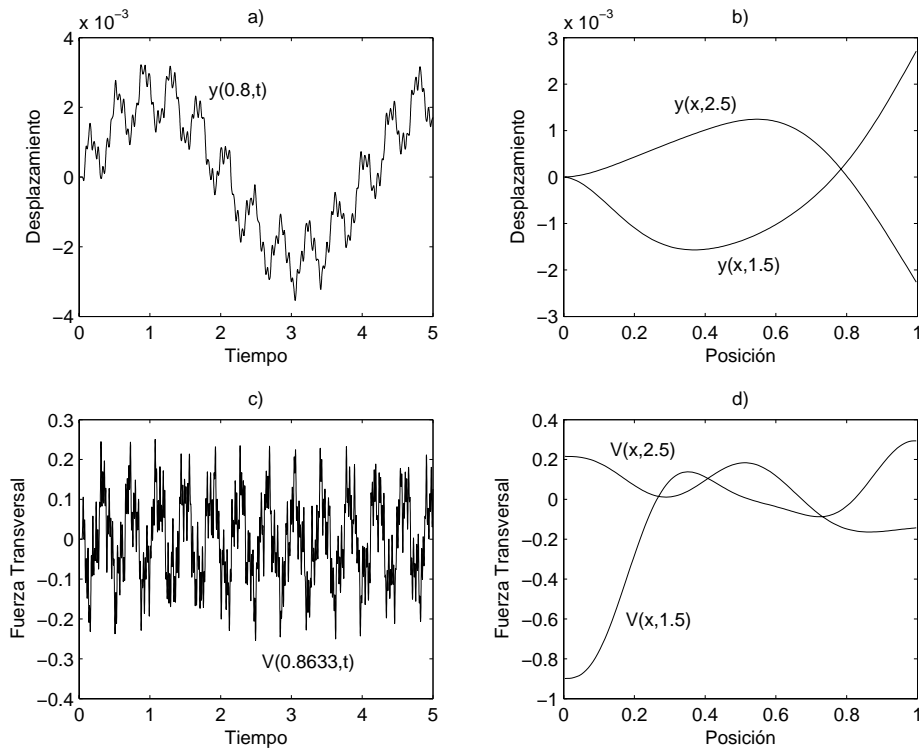 a)
x 10−3
Desplazamiento
4
2
0
−2
−4
y(0.8,t)
0 1 2 3 4 5
Tiempo
b)
x 10−3
Desplazamiento
3
2
1
0
−1
−2
−3
y(x,2.5)
y(x,1.5)
0 0.2 0.4 0.6 0.8 1
Posición
c)
Fuerza Transversal
0.3
0.2
0.1
0
−0.1
−0.2
−0.3
−0.4
V(0.8633,t)
0 1 2 3 4 5
Tiempo
d)
Fuerza Transversal
0.4
0.2
0
−0.2
−0.4
−0.6
−0.8
−1
V(x,2.5)
V(x,1.5)
0 0.2 0.4 0.6 0.8 1
Posición